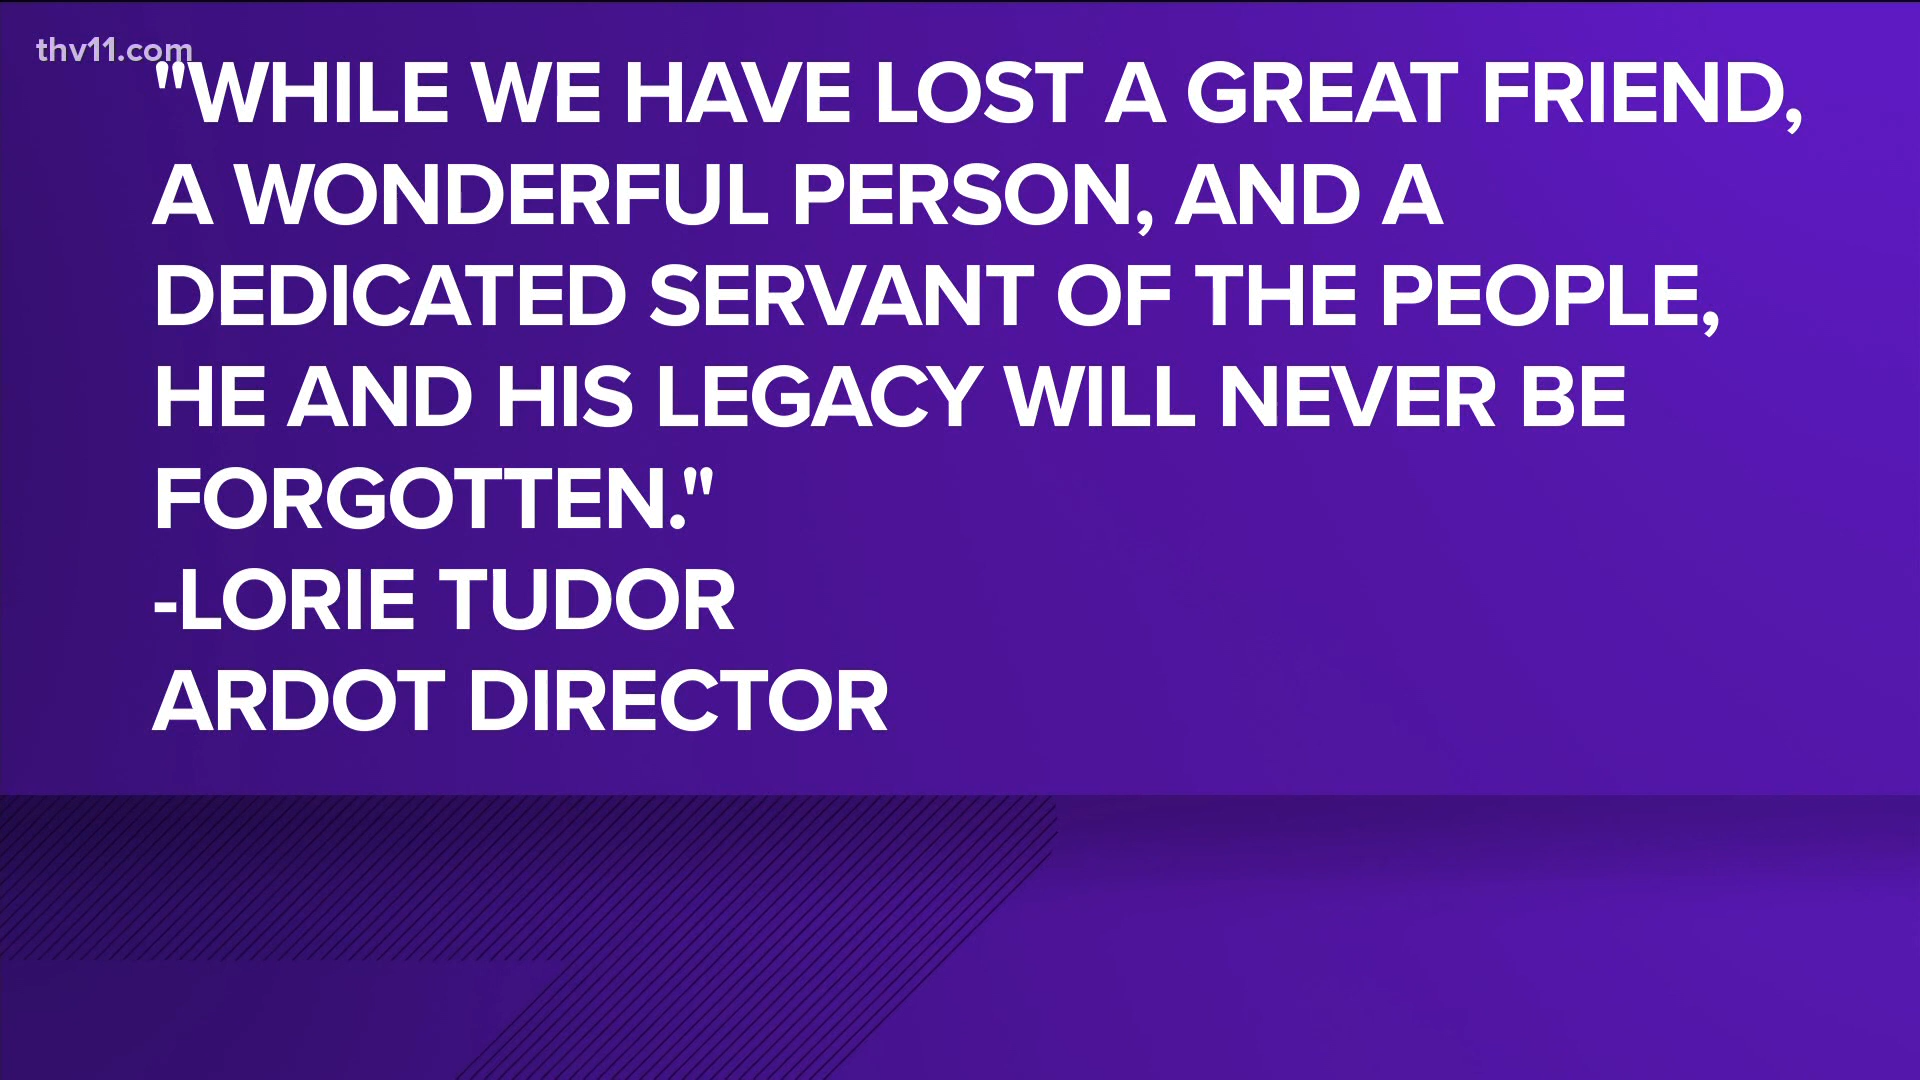 thv11.com
"WHILE WE HAVE LOST A GREAT FRIEND,
A WONDERFUL PERSON, AND A
DEDICATED SERVANT OF THE PEOPLE,
HE AND HIS LEGACY WILL NEVER BE
FORGOTTEN."
-LORIE TUDOR
ARDOT DIRECTOR